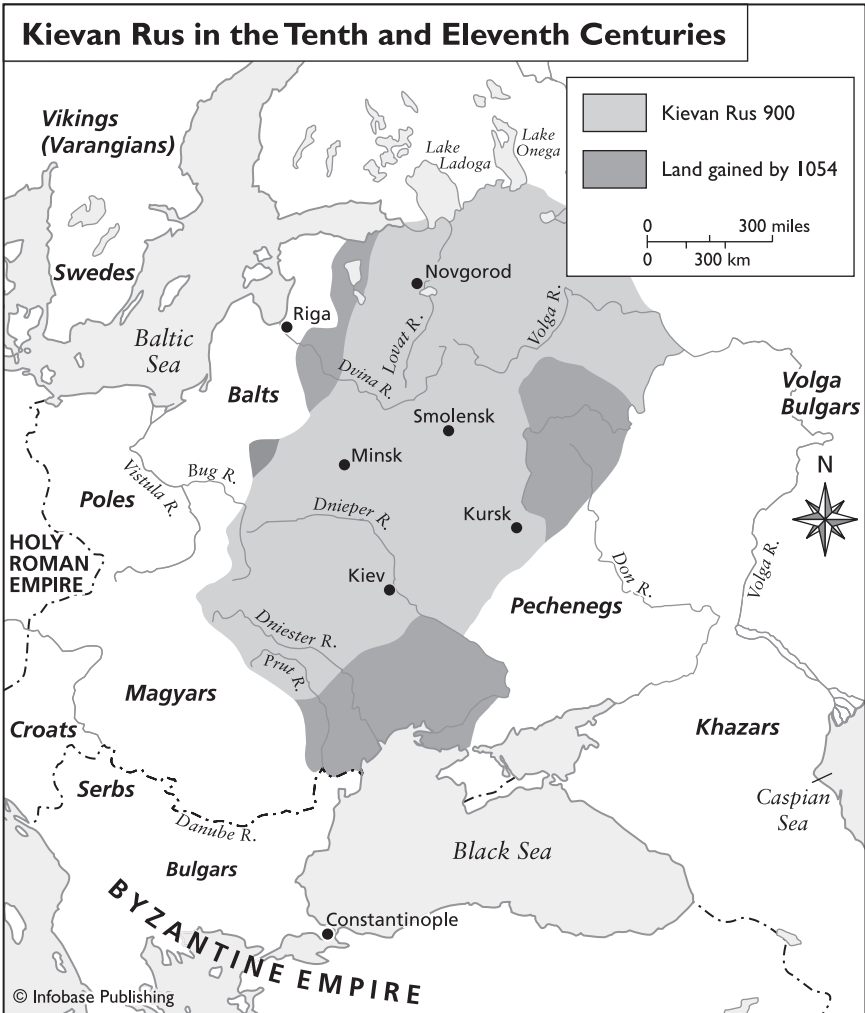 Kievan Rus in the Tenth and Eleventh Centuries
Kievan Rus 900
Land gained by 1054
0 300 miles
0 300 km
Vikings
(Varangians)
Lake
Ladoga
Lake
Onega
Swedes
Novgorod
Riga
Baltic
Sea
Lovat R.
Volga R.
Dvina R.
Balts
Volga
Bulgars
Smolensk
Minsk
Vistula R.
Bug R.
Poles
N
Dnieper R.
Kursk
HOLY
ROMAN
EMPIRE
Kiev
Don R.
Volga R.
Pechenegs
Dniester R.
Prut R.
Magyars
Croats
Khazars
Serbs
Caspian
Sea
Danube R.
Black Sea
Bulgars
BYZANTINE EMPIRE
Constantinople
© Infobase Publishing